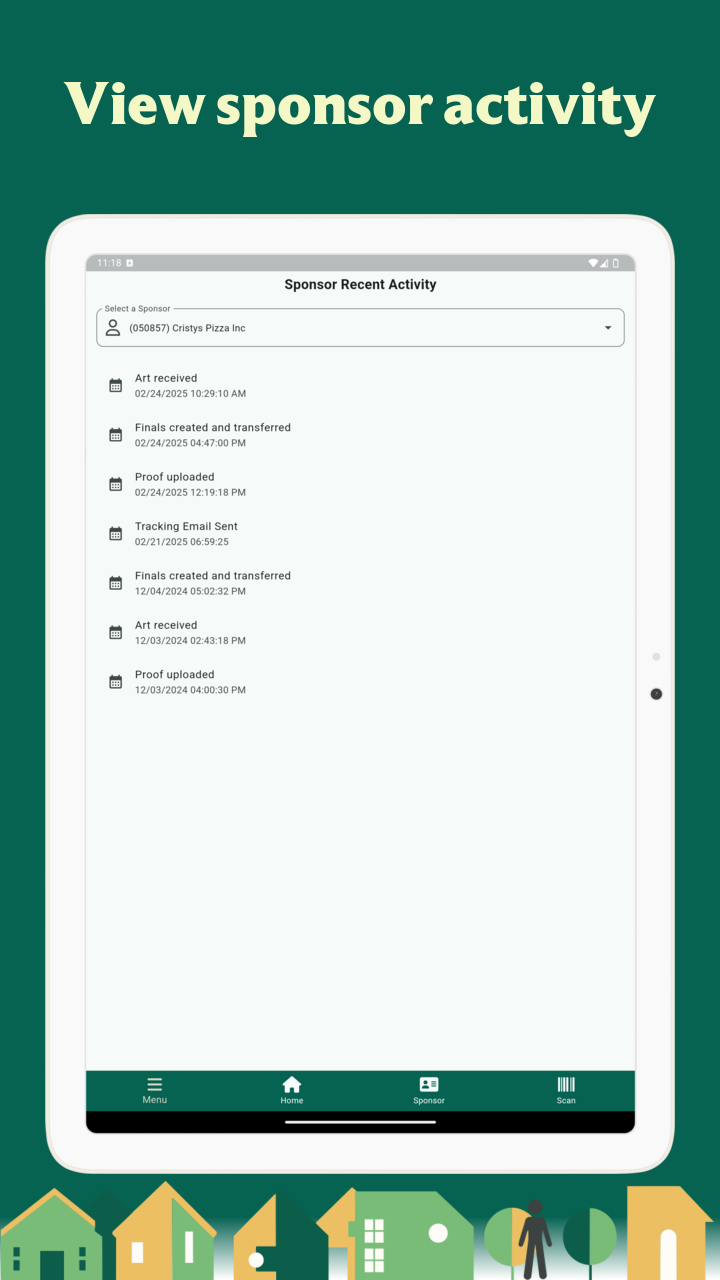 View sponsor activity
11:18
Sponsor Recent Activity
Select a Sponsor
(050857) Cristys Pizza Inc
Art received
02/24/2025 10:29:10 AM
Finals created and transferred
02/24/2025 04:47:00 PM
Proof uploaded
02/24/2025 12:19:18 PM
Tracking Email Sent
02/21/2025 06:59:25
Finals created and transferred
12/04/2024 05:02:32 PM
Art received
12/03/2024 02:43:18 PM
Proof uploaded
12/03/2024 04:00:30 PM
Menu
Home
Sponsor
Scan